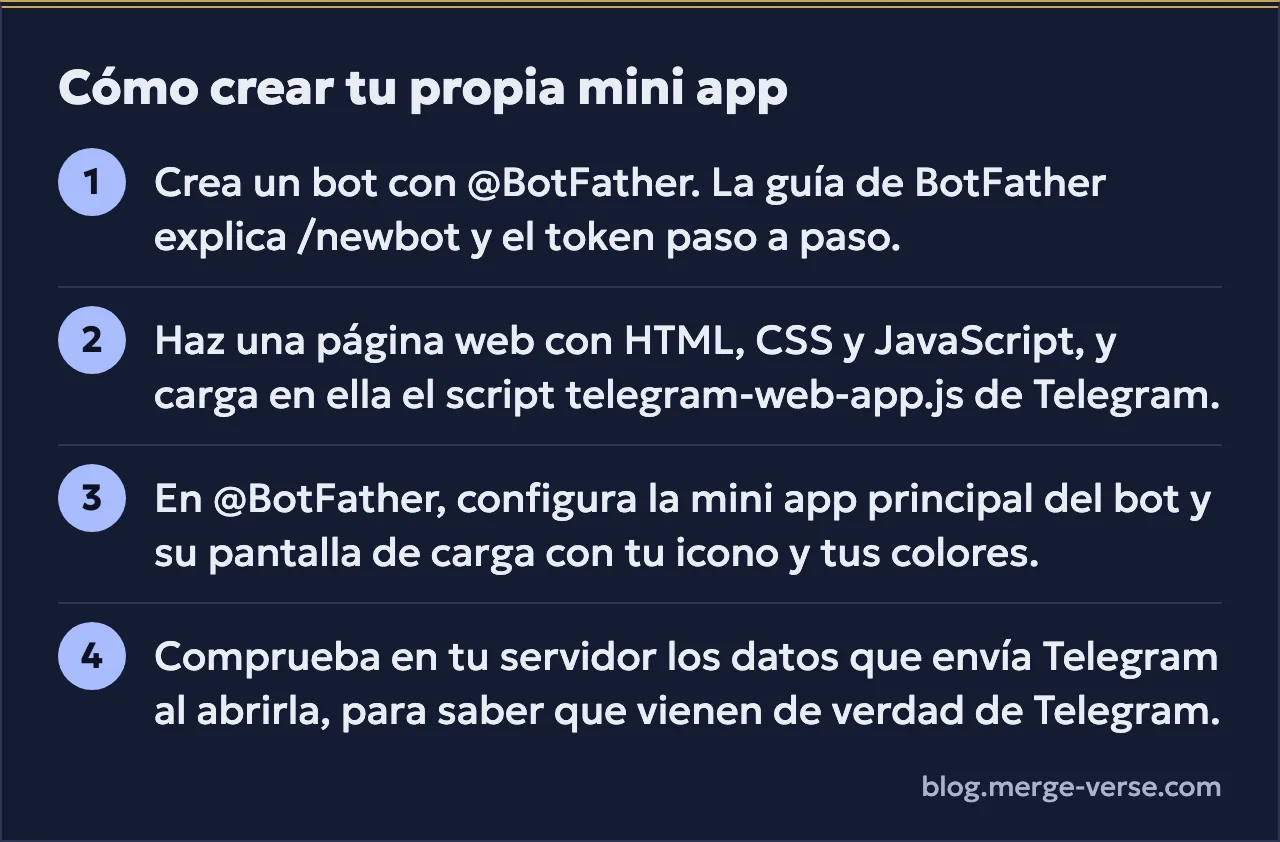 Cómo crear tu propia mini app
1
Crea un bot con @BotFather. La guía de BotFather
explica /newbot y el token paso a paso.
2
Haz una página web con HTML, CSS y JavaScript, y
carga en ella el script telegram-web-app.js de Telegram.
3
En @BotFather, configura la mini app principal del bot y
su pantalla de carga con tu icono y tus colores.
4
Comprueba en tu servidor los datos que envía Telegram
al abrirla, para saber que vienen de verdad de Telegram.
blog.merge-verse.com